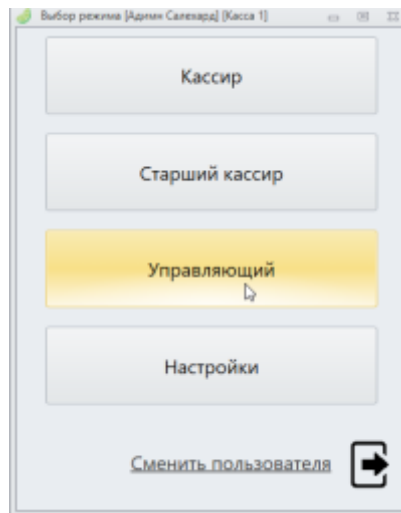 Выбор режима [Админ Салехард] [Касса 1]
Кассир
Старший кассир
Управляющий
Настройки
Сменить пользователя